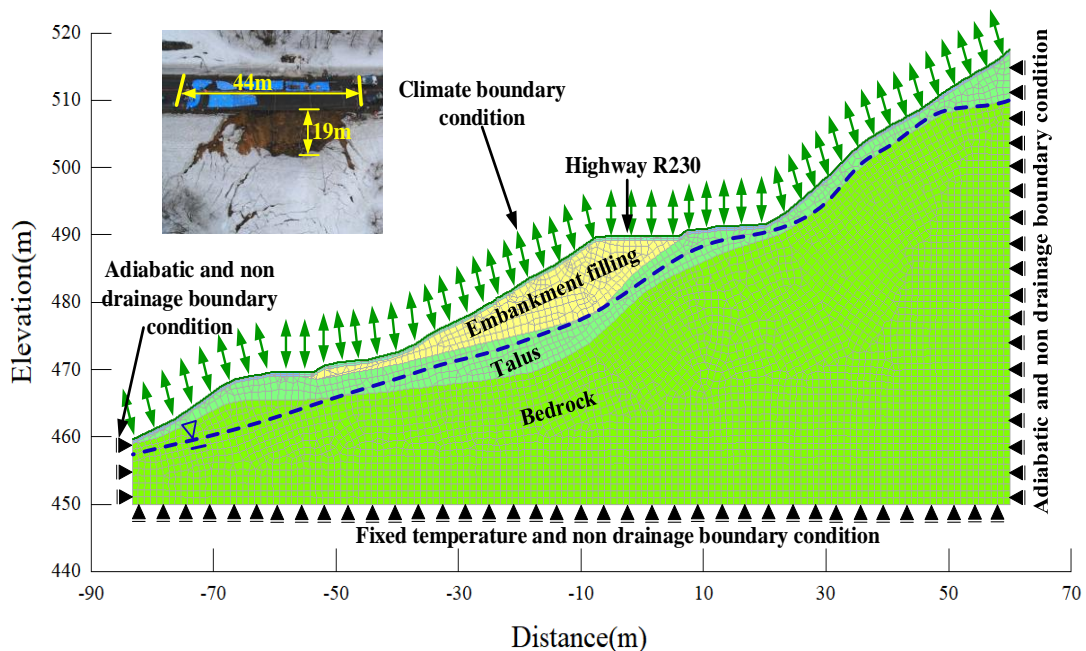 520
510
500
490
480
470
460
450
440
Elevation(m)
44m
19m
Climate boundary
condition
Highway R230
Adiabatic and non
drainage boundary
condition
Embankment filling
Talus
Bedrock
Adiabatic and non drainage boundary condition
Fixed temperature and non drainage boundary condition
-90
-70
-50
-30
-10
10
30
50
70
Distance(m)